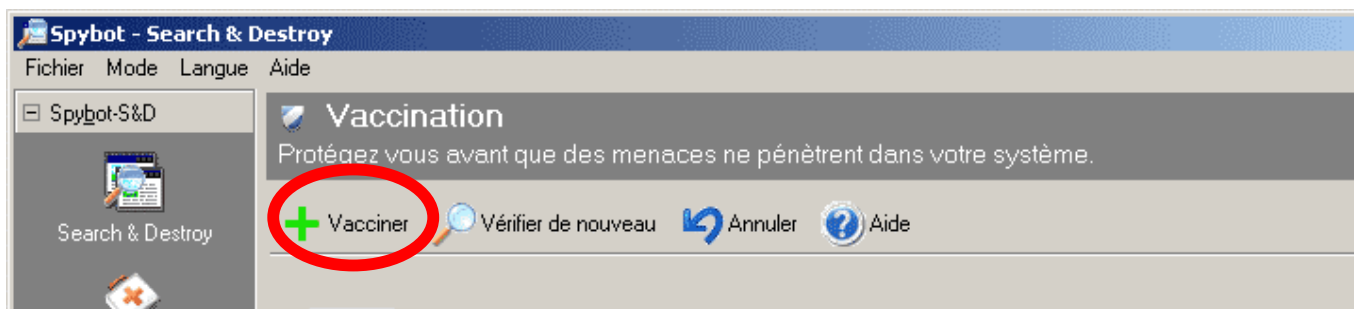 Spybot - Search & Destroy
Fichier Mode Langue Aide
Spybot-S&D
Vaccination
Protégez vous avant que des menaces ne pénètrent dans votre système.
Vacciner Vérifier de nouveau Annuler Aide
Search & Destroy